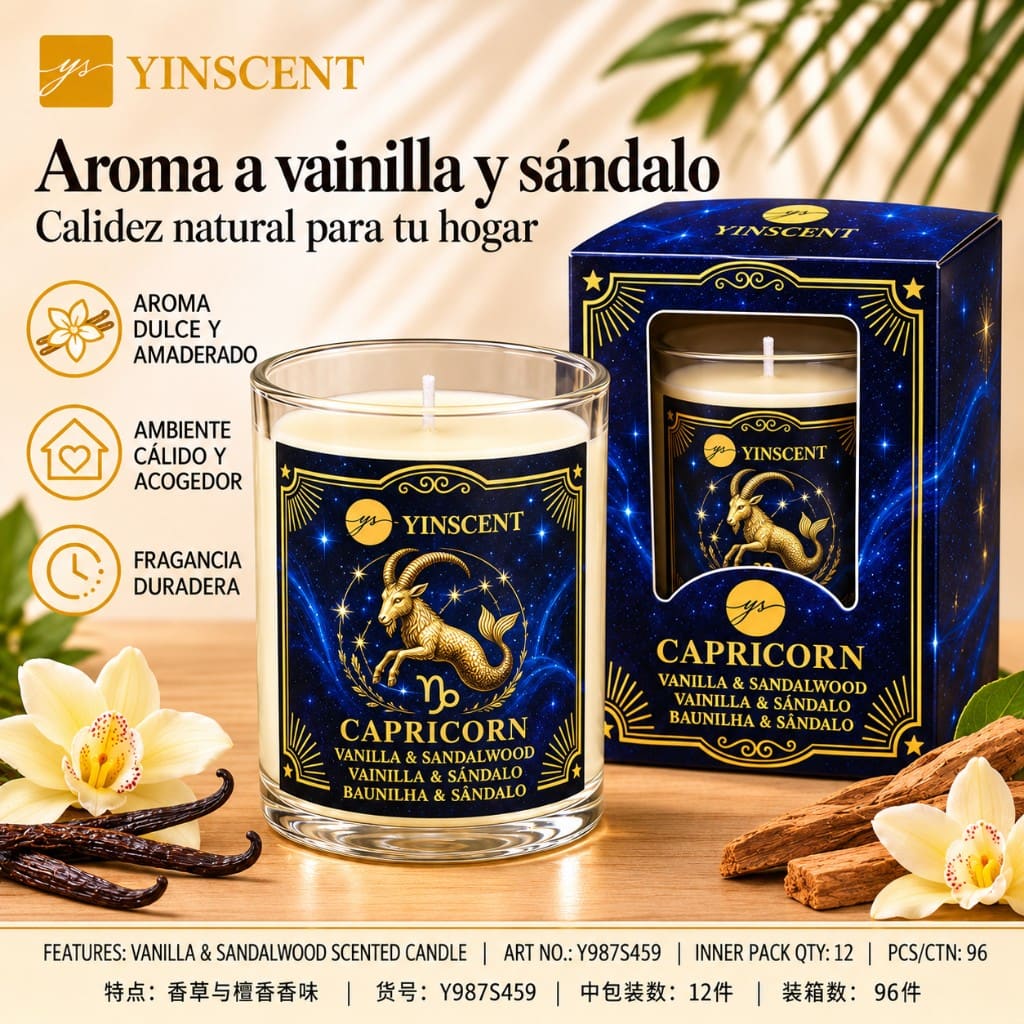 ys YINSCENT
Aroma a vainilla y sándalo
Calidez natural para tu hogar
AROMA
DULCE Y
AMADERADO
AMBIENTE
CÁLIDO Y
ACOGEDOR
FRAGANCIA
DURADERA
ys YINSCENT
CAPRICORN
VANILLA & SANDALWOOD
VAINILLA & SÁNDALO
BAUNILHA & SÂNDALO
ys
YINSCENT
ys YINSCENT
ys
CAPRICORN
VANILLA & SANDALWOOD
VAINILLA & SÁNDALO
BAUNILHA & SÂNDALO
FEATURES: VANILLA & SANDALWOOD SCENTED CANDLE | ART NO.: Y987S459 | INNER PACK QTY: 12 | PCS/CTN: 96
特点：香草与檀香香味 | 货号：Y987S459 | 中包装数：12件 | 装箱数： 96件